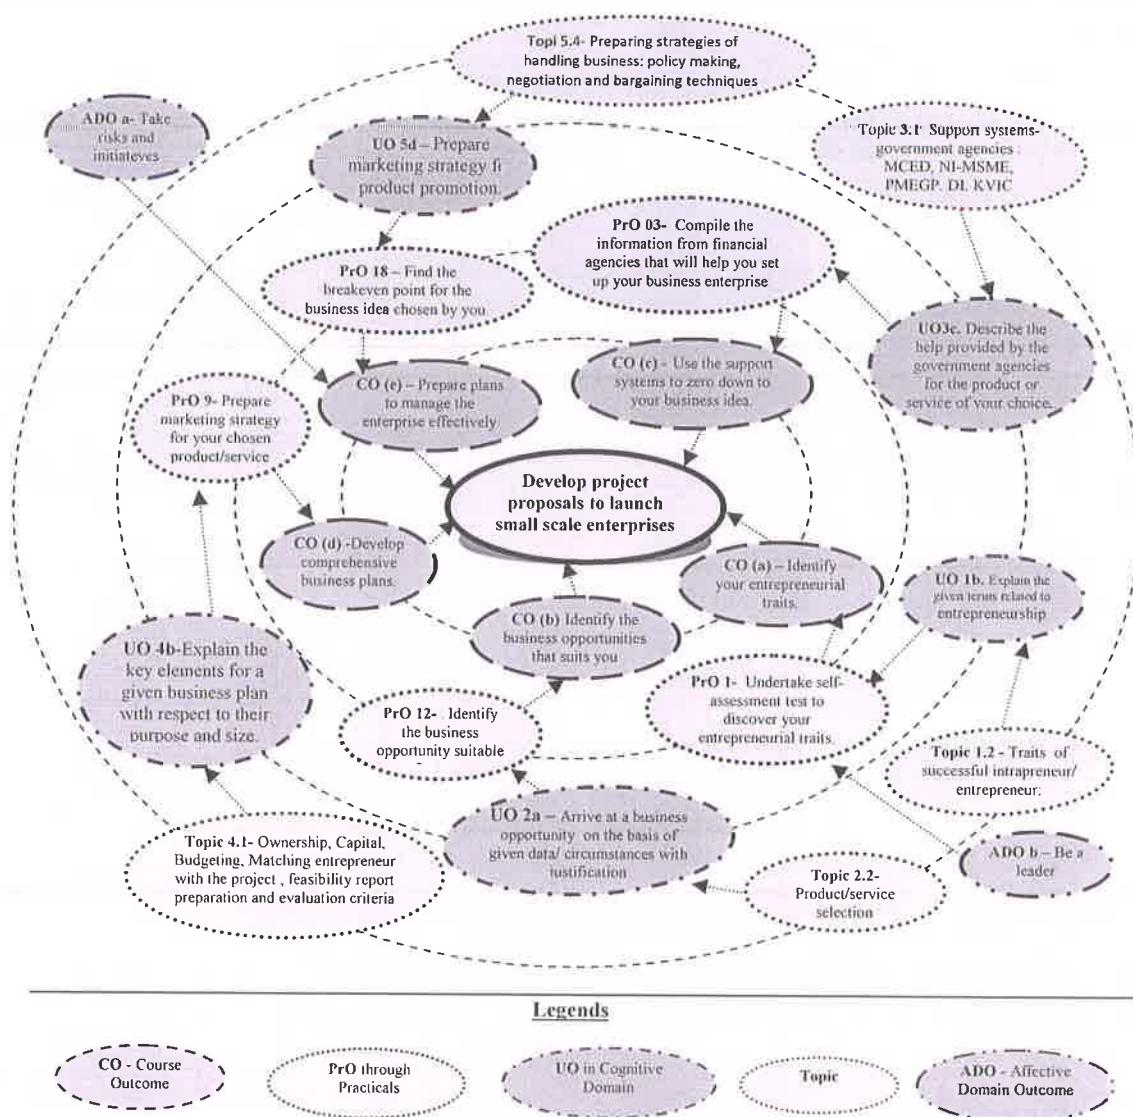 Topi 5.4- Preparing strategies of
handling business: policy making,
negotiation and bargaining techniques
ADO a- Take
risks and
initiateves
UO 5d – Prepare
marketing strategy fi
product promotion.
Topic 3.1 Support systems-
government agencies :
MCED, NI-MSME,
PMEGP. DI, KVIC
PrO 03- Compile the
information from financial
agencies that will help you set
up your business enterprise
PrO 18 – Find the
breakeven point for the
business idea chosen by you
UO3c. Describe the
help provided by the
government agencies
for the product or
service of your choice.
CO (c) - Use the support
systems to zero down to
your business idea.
CO (e) – Prepare plans
to manage the
enterprise effectively
PrO 9- Prepare
marketing strategy
for your chosen
product/service
Develop project
proposals to launch
small scale enterprises
CO (d) -Develop
comprehensive
business plans.
CO (a) – Identify
your entrepreneurial
traits.
UO 1b. Explain the
given terms related to
entrepreneurship
CO (b) Identify the
business opportunities
that suits you
UO 4b-Explain the
key elements for a
given business plan
with respect to their
purpose and size.
PrO 1- Undertake self-
assessment test to
discover your
entrepreneurial traits.
PrO 12- . Identify
the business
opportunity suitable
Topic 1.2 - Traits of
successful intrapreneur/
entrepreneur.
UO 2a – Arrive at a business
opportunity on the basis of
given data/ circumstances with
justification
Topic 4.1- Ownership, Capital,
Budgeting, Matching entrepreneur
with the project , feasibility report
preparation and evaluation criteria
ADO b – Be a
leader
Topic 2.2-
Product/service
selection
Legends
CO - Course
Outcome
PrO through
Practicals
UO in Cognitive
Domain
Topic
ADO - Affective
Domain Outcome